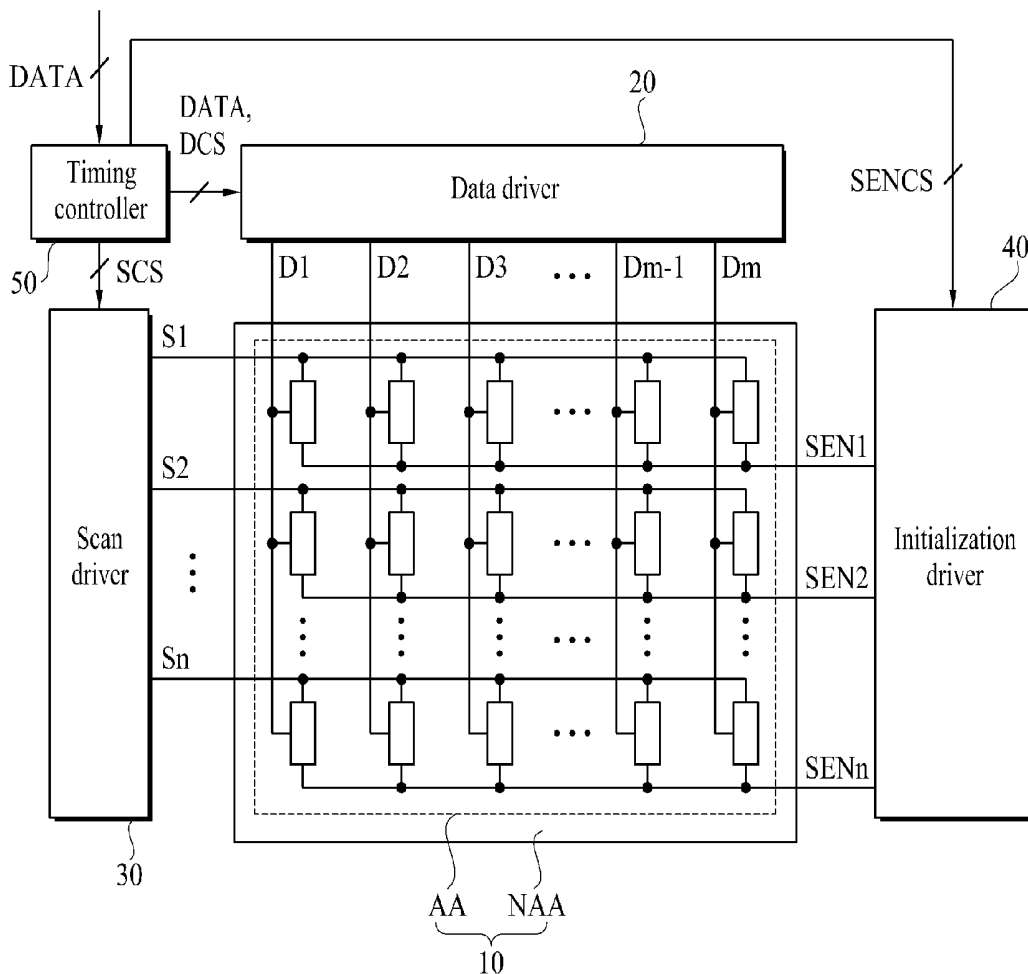 DATA
DATA,
DCS
20
Timing
controller
Data driver
SENCS
50
SCS
D1 D2 D3 ••• Dm-1 Dm
40
S1
SEN1
S2
Scan
driver
Initialization
driver
SEN2
Sn
SENn
30
AA NAA
10